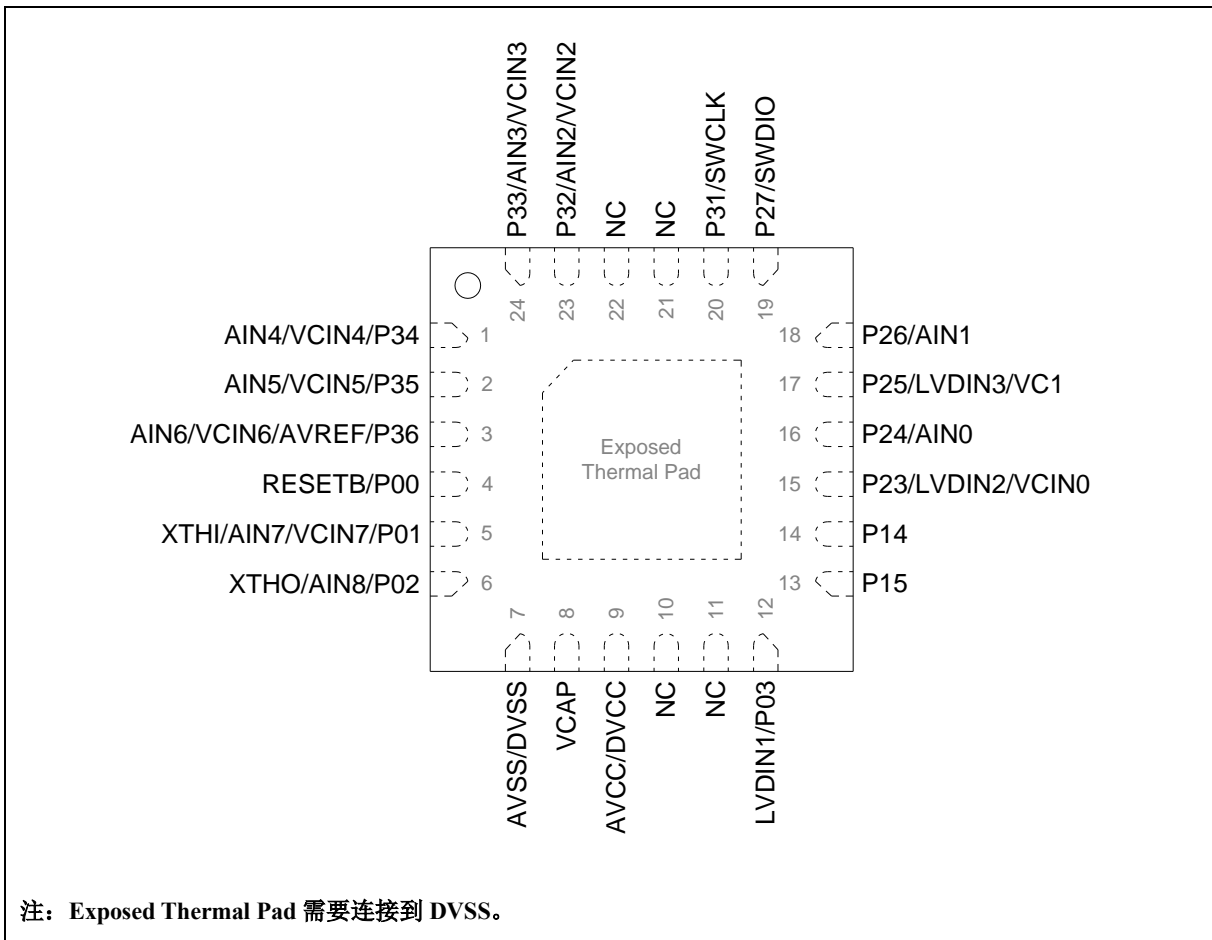 P33/AIN3/VCIN3
P32/AIN2/VCIN2
NC
NC
P31/SWCLK
P27/SWDIO
24
23
22
21
20
19
AIN4/VCIN4/P34
1
18
P26/AIN1
AIN5/VCIN5/P35
2
17
P25/LVDIN3/VC1
AIN6/VCIN6/AVREF/P36
3
16
P24/AIN0
Exposed
Thermal Pad
RESETB/P00
4
15
P23/LVDIN2/VCIN0
XTHI/AIN7/VCIN7/P01
5
14
P14
XTHO/AIN8/P02
6
13
P15
7
8
9
10
11
12
AVSS/DVSS
VCAP
AVCC/DVCC
NC
NC
LVDIN1/P03
注：Exposed Thermal Pad 需要连接到 DVSS。